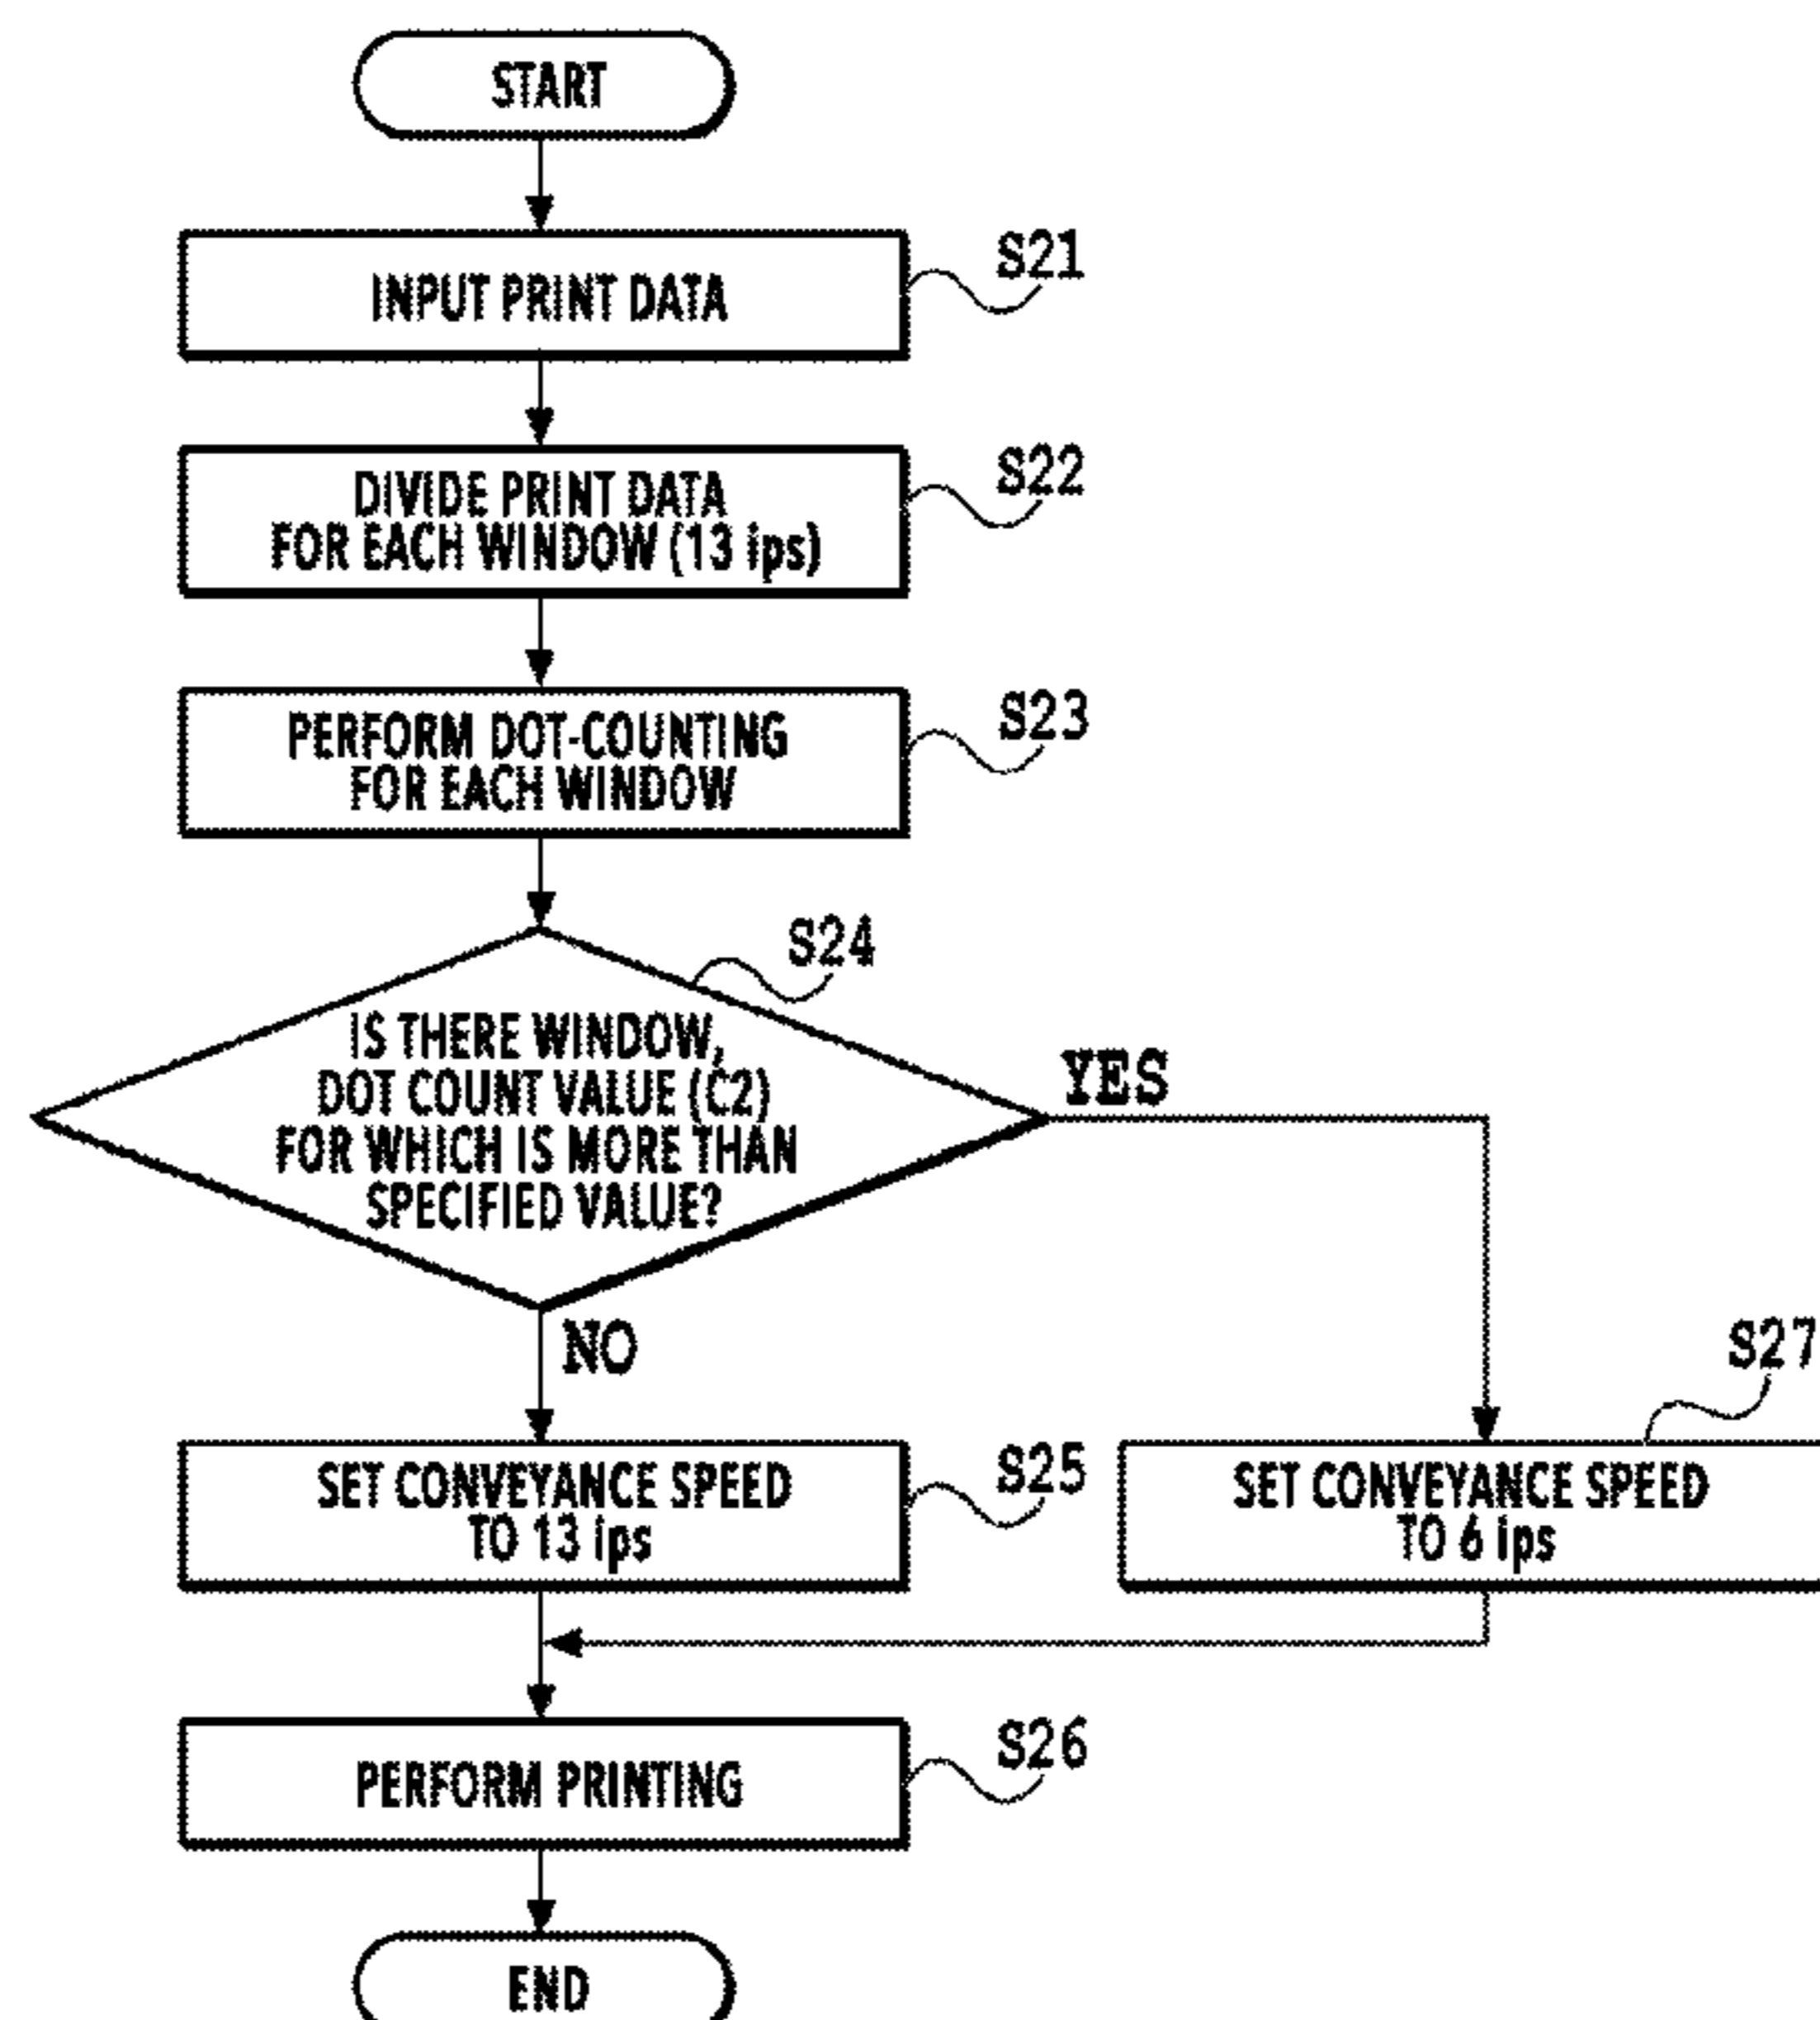 START
INPUT PRINT DATA
S21
DIVIDE PRINT DATA
FOR EACH WINDOW (13 ips)
S22
PERFORM DOT-COUNTING
FOR EACH WINDOW
S23
S24
IS THERE WINDOW,
DOT COUNT VALUE (C2)
FOR WHICH IS MORE THAN
SPECIFIED VALUE?
YES
NO
SET CONVEYANCE SPEED
TO 13 ips
S25
S27
SET CONVEYANCE SPEED
TO 6 ips
PERFORM PRINTING
S26
END